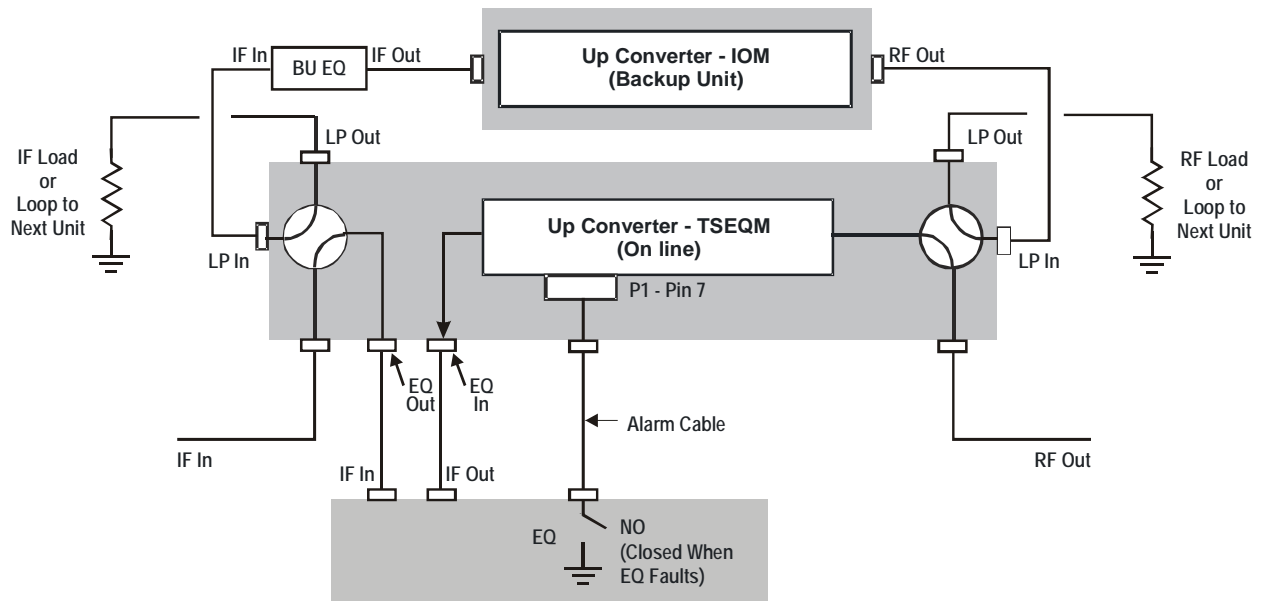 IF In
BU EQ
IF Out
Up Converter - IOM
(Backup Unit)
RF Out
LP Out
LP Out
IF Load
or
Loop to
Next Unit
RF Load
or
Loop to
Next Unit
Up Converter - TSEQM
(On line)
LP In
LP In
P1 - Pin 7
EQ
Out
EQ
In
Alarm Cable
IF In
RF Out
IF In
IF Out
EQ
NO
(Closed When
EQ Faults)